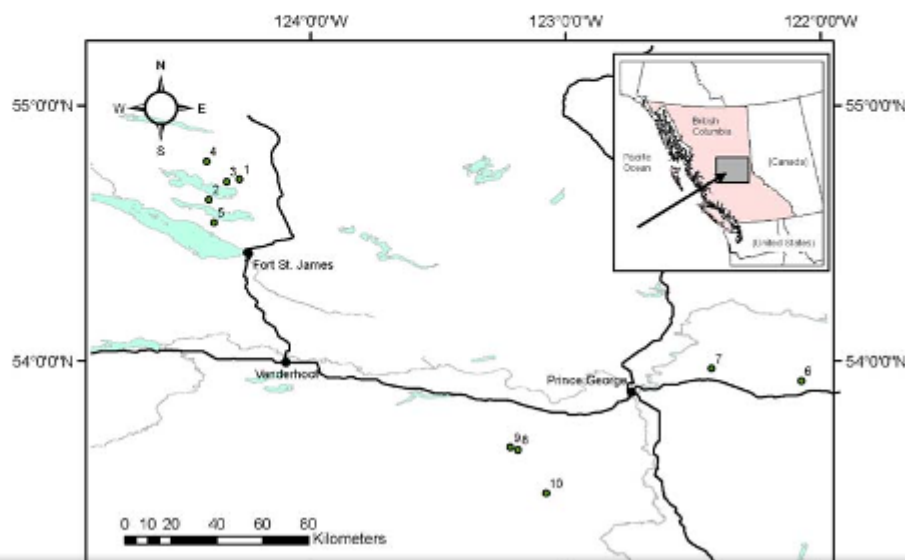 124°0'0"W 123°0'0"W 122°0'0"W
55°0'0"N 55°0'0"N
54°0'0"N 54°0'0"N
N
W E
S
British
Columbia
Pacific
Ocean
(Canada)
(United States)
4
3 1
2
5
Fort St. James
Vanderhoof
Prince George
7
6
9 8
10
0 10 20 40 60 80
Kilometers